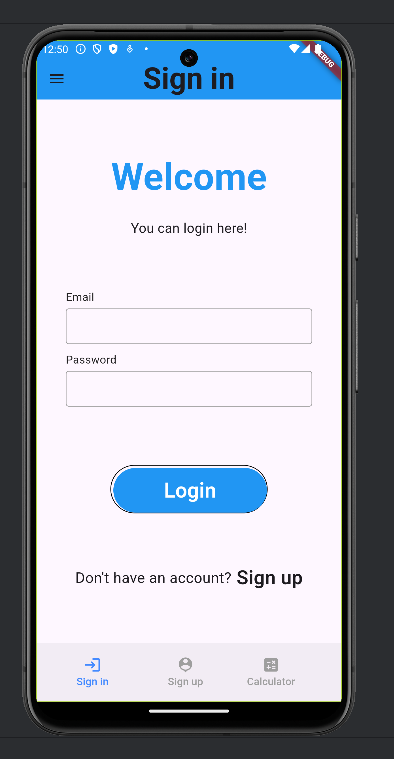 12:50
DEBUG
Sign in
Welcome
You can login here!
Email
Password
Login
Don't have an account? Sign up
Sign in Sign up Calculator